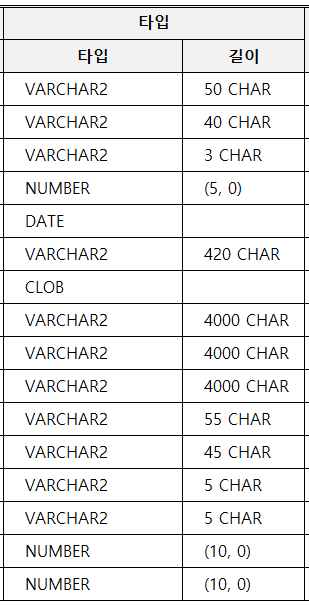 타입
타입 길이
VARCHAR2 50 CHAR
VARCHAR2 40 CHAR
VARCHAR2 3 CHAR
NUMBER (5, 0)
DATE
VARCHAR2 420 CHAR
CLOB
VARCHAR2 4000 CHAR
VARCHAR2 4000 CHAR
VARCHAR2 4000 CHAR
VARCHAR2 55 CHAR
VARCHAR2 45 CHAR
VARCHAR2 5 CHAR
VARCHAR2 5 CHAR
NUMBER (10, 0)
NUMBER (10, 0)